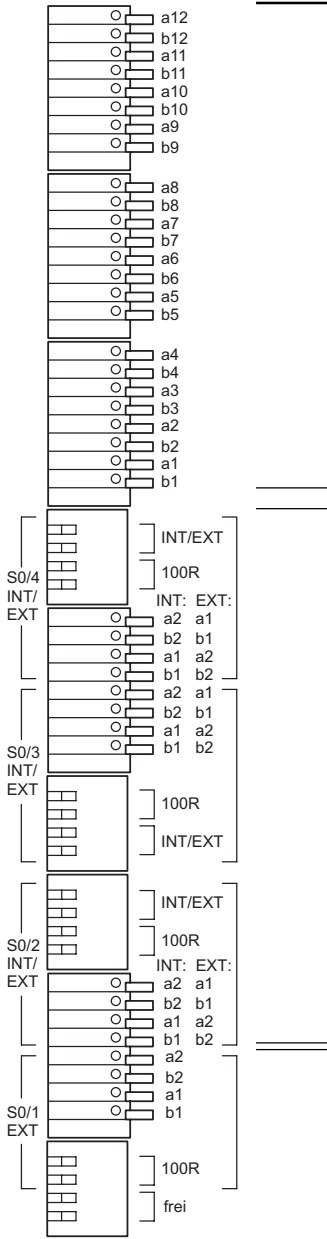 a12
b12
a11
b11
a10
b10
a9
b9
a8
b8
a7
b7
a6
b6
a5
b5
a4
b4
a3
b3
a2
b2
a1
b1
S0/4
INT/
EXT
INT/EXT
100R
INT: EXT:
a2 a1
b2 b1
a1 a2
b1 b2
S0/3
INT/
EXT
a2 a1
b2 b1
a1 a2
b1 b2
100R
INT/EXT
S0/2
INT/
EXT
INT/EXT
100R
INT: EXT:
a2 a1
b2 b1
a1 a2
b1 b2
S0/1
EXT
a2
b2
a1
b1
100R
frei